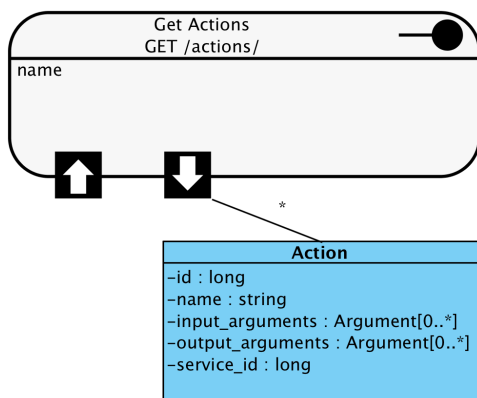 Get Actions
GET /actions/
name
*
Action
-id : long
-name : string
-input_arguments : Argument[0..*]
-output_arguments : Argument[0..*]
-service_id : long